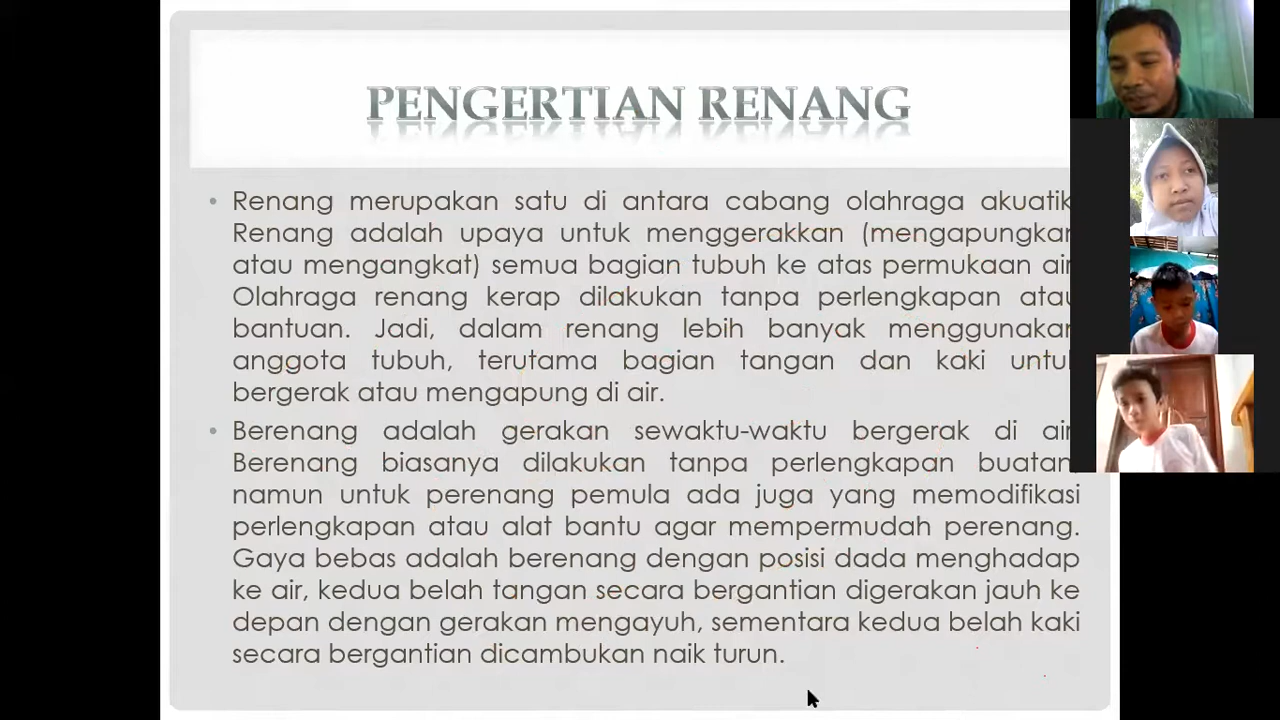 PENGERTIAN RENANG
• Renang merupakan satu di antara cabang olahraga akuatik
Renang adalah upaya untuk menggerakkan (mengapungkan
atau mengangkat) semua bagian tubuh ke atas permukaan air
Olahraga renang kerap dilakukan tanpa perlengkapan atau
bantuan. Jadi, dalam renang lebih banyak menggunakan
anggota tubuh, terutama bagian tangan dan kaki untuk
bergerak atau mengapung di air.
• Berenang adalah gerakan sewaktu-waktu bergerak di air
Berenang biasanya dilakukan tanpa perlengkapan buatan
namun untuk perenang pemula ada juga yang memodifikasi
perlengkapan atau alat bantu agar mempermudah perenang.
Gaya bebas adalah berenang dengan posisi dada menghadap
ke air, kedua belah tangan secara bergantian digerakan jauh ke
depan dengan gerakan mengayuh, sementara kedua belah kaki
secara bergantian dicambukan naik turun.